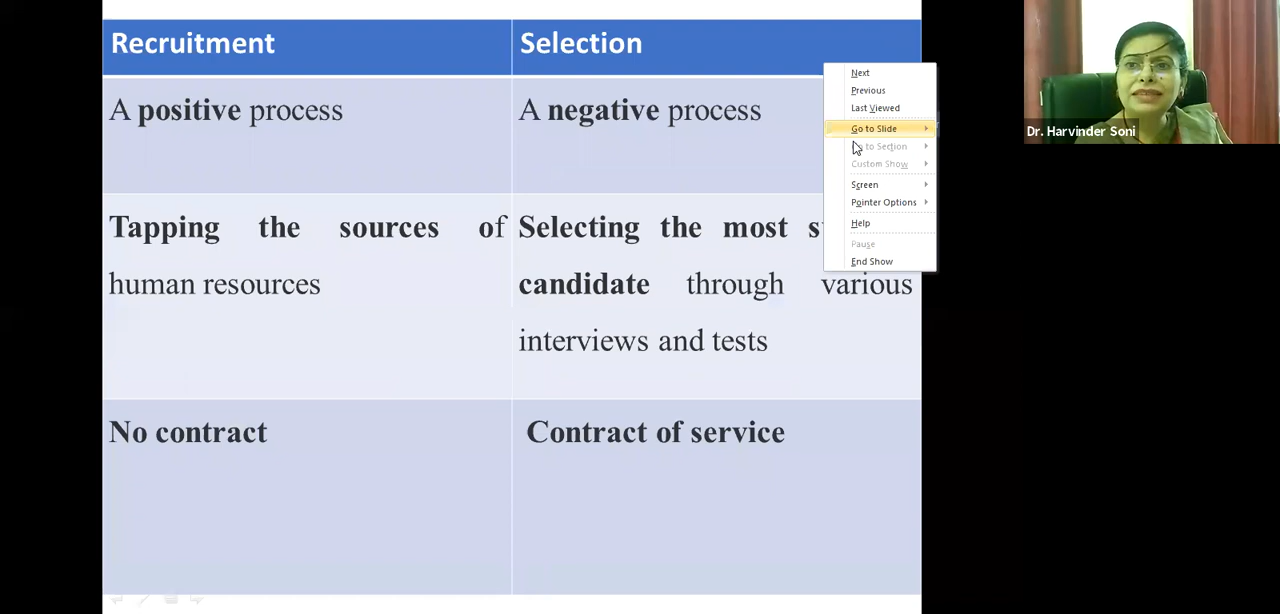 Recruitment
Selection
A positive process
A negative process
Tapping the sources of
human resources
Selecting the most
candidate through various
interviews and tests
No contract
Contract of service
Next
Previous
Last Viewed
Go to Slide
to Section
Custom Show
Screen
Pointer Options
Help
Pause
End Show
Dr. Harvinder Soni